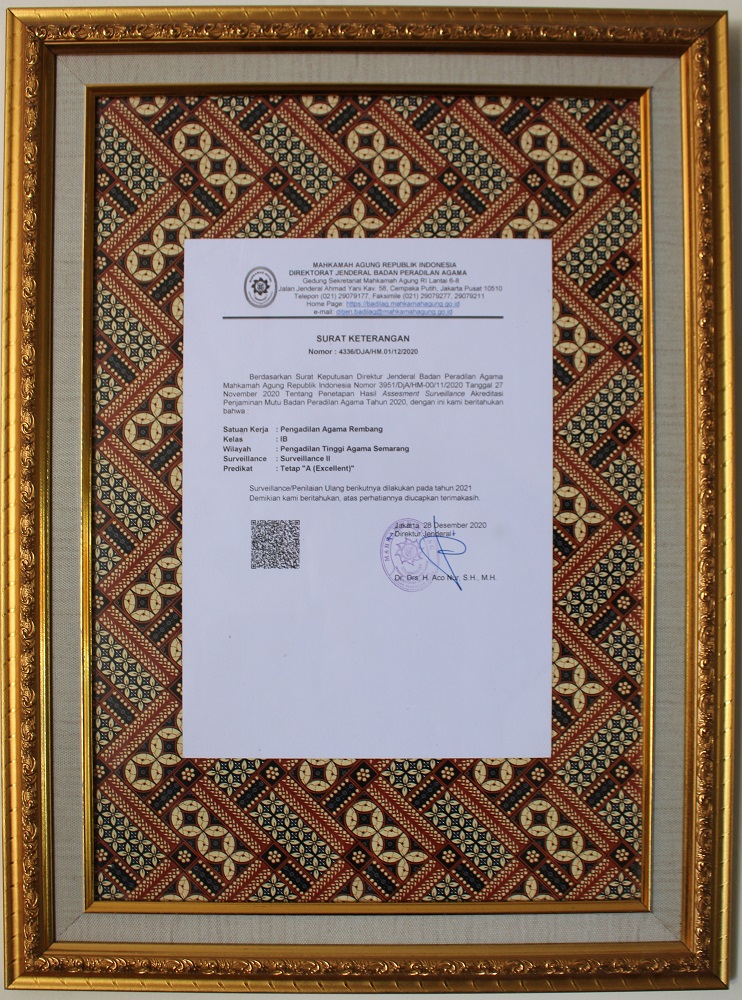 MAHKAMAH AGUNG REPUBLIK INDONESIA
DIREKTORAT JENDERAL BADAN PERADILAN AGAMA
Gedung Sekretariat Mahkamah Agung RI Lantai 6-8
Jalan Jenderal Ahmad Yani Kav. 58, Cempaka Putih, Jakarta Pusat 10510
Telepon (021) 29079177, Faksimile (021) 29079277, 29079211
Home Page: https://badilag.mahkamahagung.go.id
e-mail: ditjen.badilag@mahkamahagung.go.id
SURAT KETERANGAN
Nomor : 4336/DJA/HM.01/12/2020
Berdasarkan Surat Keputusan Direktur Jenderal Badan Peradilan Agama
Mahkamah Agung Republik Indonesia Nomor 3951/DjA/HM-00/11/2020 Tanggal 27
November 2020 Tentang Penetapan Hasil Assesment Surveillance Akreditasi
Penjaminan Mutu Badan Peradilan Agama Tahun 2020, dengan ini kami beritahukan
bahwa :
Satuan Kerja : Pengadilan Agama Rembang
Kelas : IB
Wilayah : Pengadilan Tinggi Agama Semarang
Surveillance : Surveillance II
Predikat : Tetap "A (Excellent)"
Surveillance/Penilaian Ulang berikutnya dilakukan pada tahun 2021
Demikian kami beritahukan, atas perhatiannya diucapkan terimakasih.
Jakarta, 28 Desember 2020
Direktur Jenderal
Dr. Drs. H. Aco Nur, S.H., M.H.